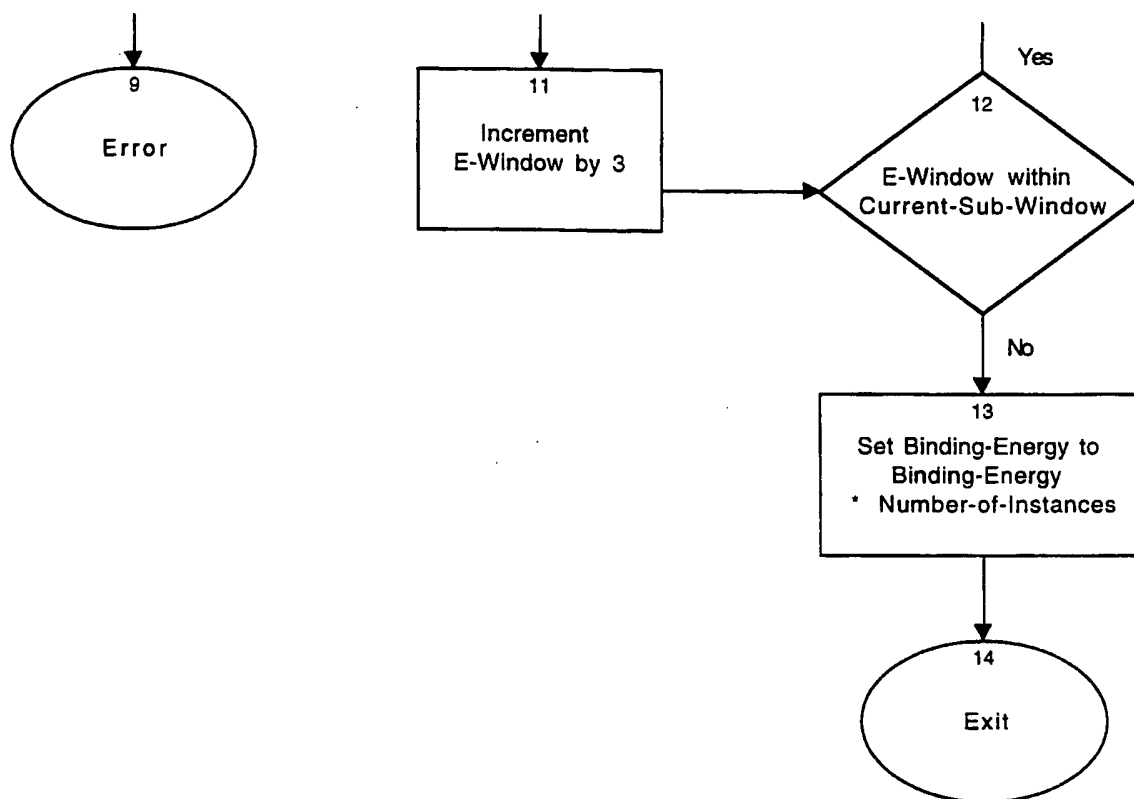 9
Error
11
Increment
E-Window by 3
Yes
12
E-Window within
Current-Sub-Window
No
13
Set Binding-Energy to
Binding-Energy
* Number-of-Instances
14
Exit